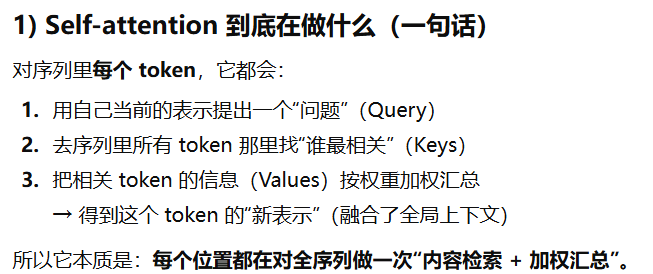 1) Self-attention 到底在做什么（一句话）
对序列里每个 token，它都会：
1. 用自己当前的表示提出一个“问题”（Query）
2. 去序列里所有 token 那里找“谁最相关”（Keys）
3. 把相关 token 的信息（Values）按权重加权汇总
→ 得到这个 token 的“新表示”（融合了全局上下文）
所以它本质是：每个位置都在对全序列做一次“内容检索 + 加权汇总”。